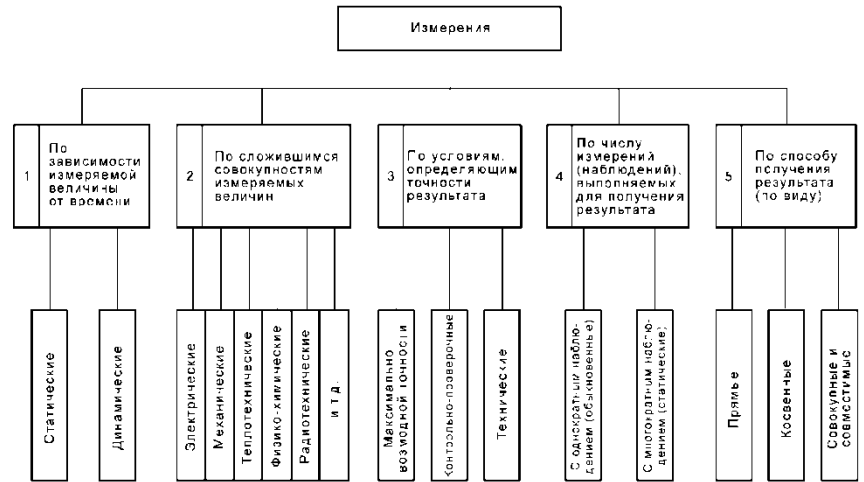 Измерения
1
По
зависимости
измеряемой
величины
от времени
2
По сложившимся
совокупностям
измеряемых
величин
3
По условиям,
определяющим
точности
результата
4
По числу
измерений
(наблюдений),
выполняемых
для получения
результата
5
По способу
получения
результата
(по виду)
Статические
Динамические
Электрические
Механические
Теплотехнические
Физико-химические
Радиотехнические
и т.д.
Максимально
возмодной точности
Контрольно-проверочные
Технические
С однократным наблю-
дением (обыкновенные)
С многократном наблю-
дением (статические)
Прямые
Косвенные
Совокупные и
совместимые